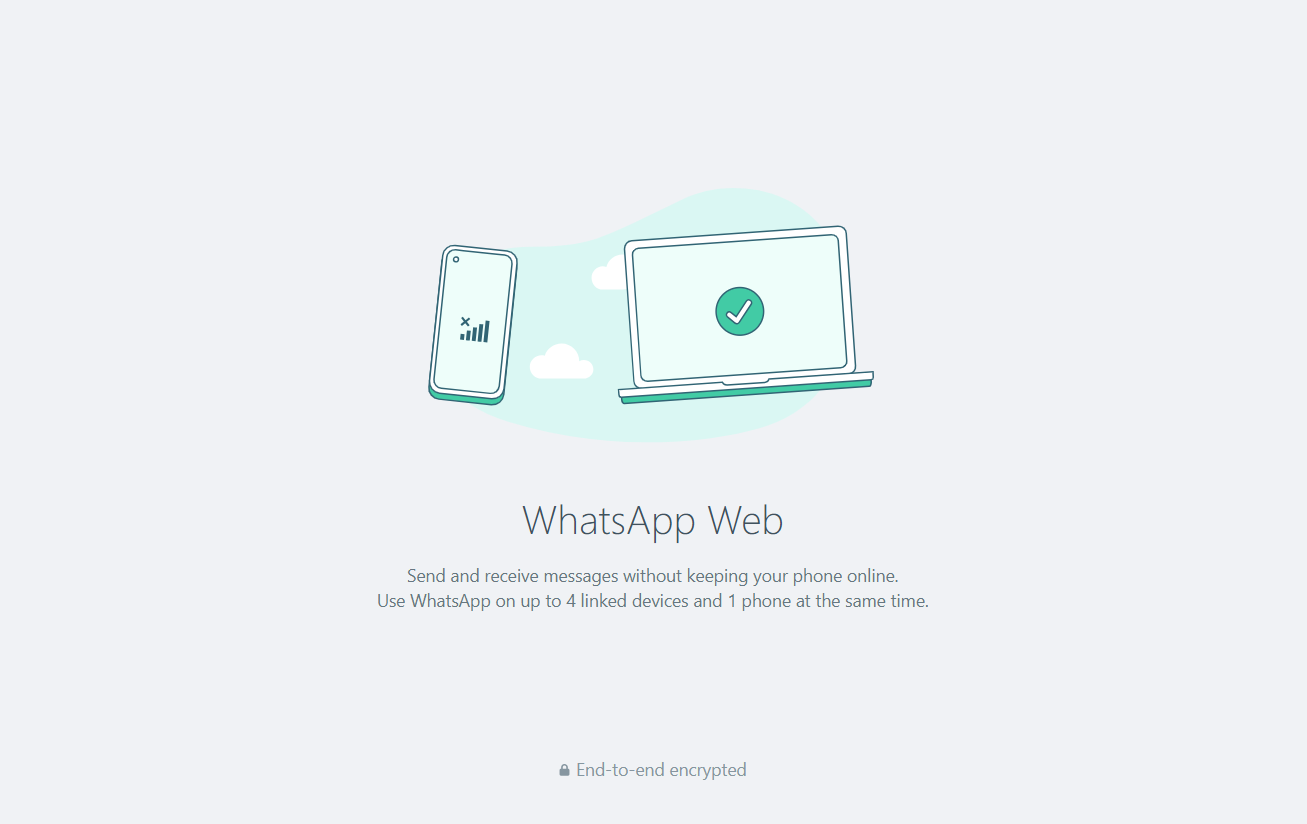 WhatsApp Web
Send and receive messages without keeping your phone online.
Use WhatsApp on up to 4 linked devices and 1 phone at the same time.
End-to-end encrypted